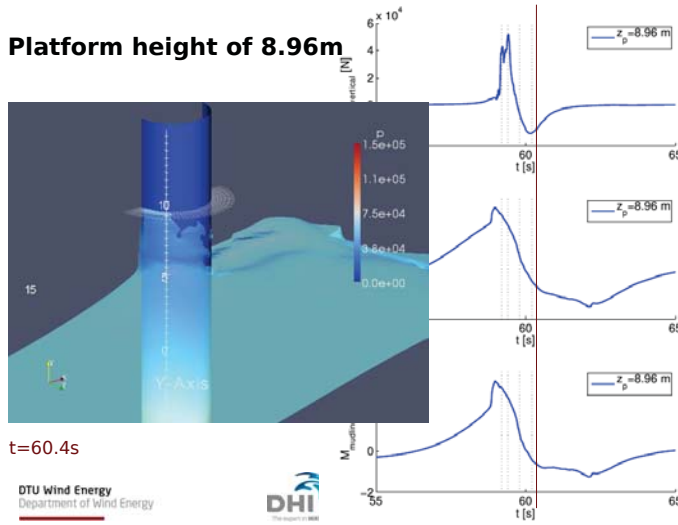 Platform height of 8.96m
x 10⁴
6
4
2
0
vertical [N]
z_p=8.96 m
60
65
t [s]
z_p=8.96 m
60
65
t [s]
z_p=8.96 m
0
−2
M_mudline
55
60
65
t [s]
p
1.5e+05
1.1e+05
7.5e+04
3.8e+04
0.0e+00
10
5
0
15
Y-Axis
t=60.4s
DTU Wind Energy
Department of Wind Energy
DHI